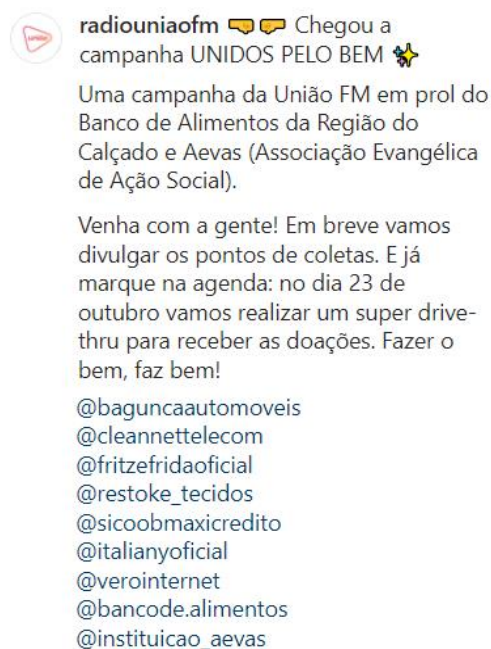 radiouniaofm 🤜🤛 Chegou a
campanha UNIDOS PELO BEM ✨
Uma campanha da União FM em prol do
Banco de Alimentos da Região do
Calçado e Aevas (Associação Evangélica
de Ação Social).
Venha com a gente! Em breve vamos
divulgar os pontos de coletas. E já
marque na agenda: no dia 23 de
outubro vamos realizar um super drive-
thru para receber as doações. Fazer o
bem, faz bem!
@baguncaautomoveis
@cleannettelecom
@fritzefridaoficial
@restoke_tecidos
@sicoobmaxicredito
@italianyoficial
@verointernet
@bancode.alimentos
@instituicao_aevas